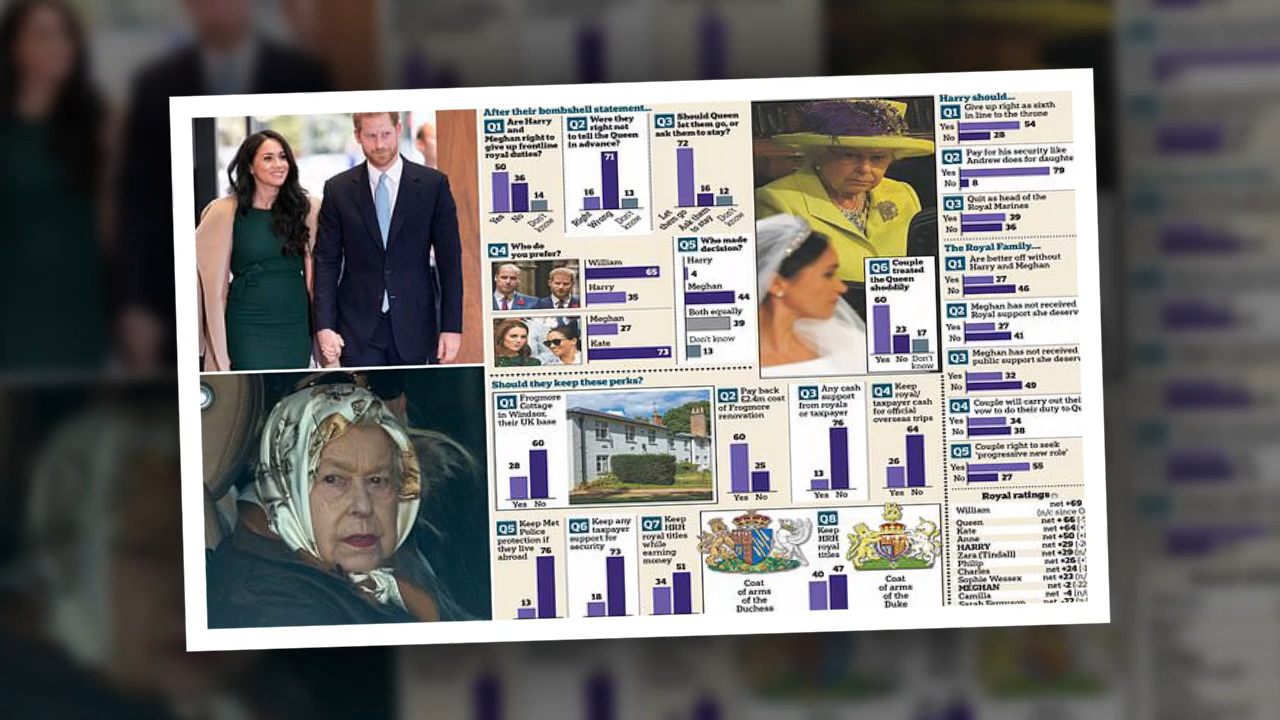 After their bombshell statement...
Q1 Are Harry
and
Meghan right to
give up frontline
royal duties?
50
36
14
Yes
No
Don't
know
Q2 Were they
right not
to tell the Queen
in advance?
16
71
13
Right
Wrong
Don't
know
Q3 Should Queen
let them go, or
ask them to stay?
72
16
12
Let
them go
Ask them
to stay
Don't
know
Q4 Who do
you prefer?
William
65
Harry
35
Meghan
27
Kate
73
Q5 Who made
decision?
Harry
4
Meghan
44
Both equally
39
Don't know
13
Q6 Couple
treated
the Queen
shoddily
60
23
17
Yes No Don't
know
Should they keep these perks?
Q1 Frogmore
Cottage
in Windsor,
their UK base
28
60
Yes No
Q2 Pay back
£2.4m cost
of Frogmore
renovation
60
25
Yes No
Q3 Any cash
support
from royals
or taxpayer
13
76
Yes No
Q4 Keep
royal/
taxpayer cash
for official
overseas trips
26
64
Yes No
Q5 Keep Met
Police
protection if
they live
abroad
13
76
Q6 Keep any
taxpayer
support for
security
18
73
Q7 Keep
HRH
royal titles
while
earning
money
34
51
Coat
of arms
of the
Duchess
Q8
Keep
HRH
royal
titles
40 47
Coat
of arms
of the
Duke
Harry should...
Q1 Give up right as sixth
in line to the throne
Yes 54
No 28
Q2 Pay for his security like
Andrew does for daughte
Yes 79
No 8
Q3 Quit as head of the
Royal Marines
Yes 39
No 36
The Royal Family....
Q1 Are better off without
Harry and Meghan
Yes 27
No 46
Q2 Meghan has not received
Royal support she deserv
Yes 27
No 41
Q3 Meghan has not received
public support she deserv
Yes 32
No 49
Q4 Couple will carry out thei
vow to do their duty to Qu
Yes 34
No 38
Q5 Couple right to seek
'progressive new role'
Yes 55
No 27
Royal ratings
William net +69
(n/c since O
Queen net +66
Kate net +64
Anne net +50
HARRY net +29
Zara (Tindall) net +29
Philip net +26
Charles net +24
Sophie Wessex net +23
MEGHAN net -2
Camilla net -4
Sarah Ferguson